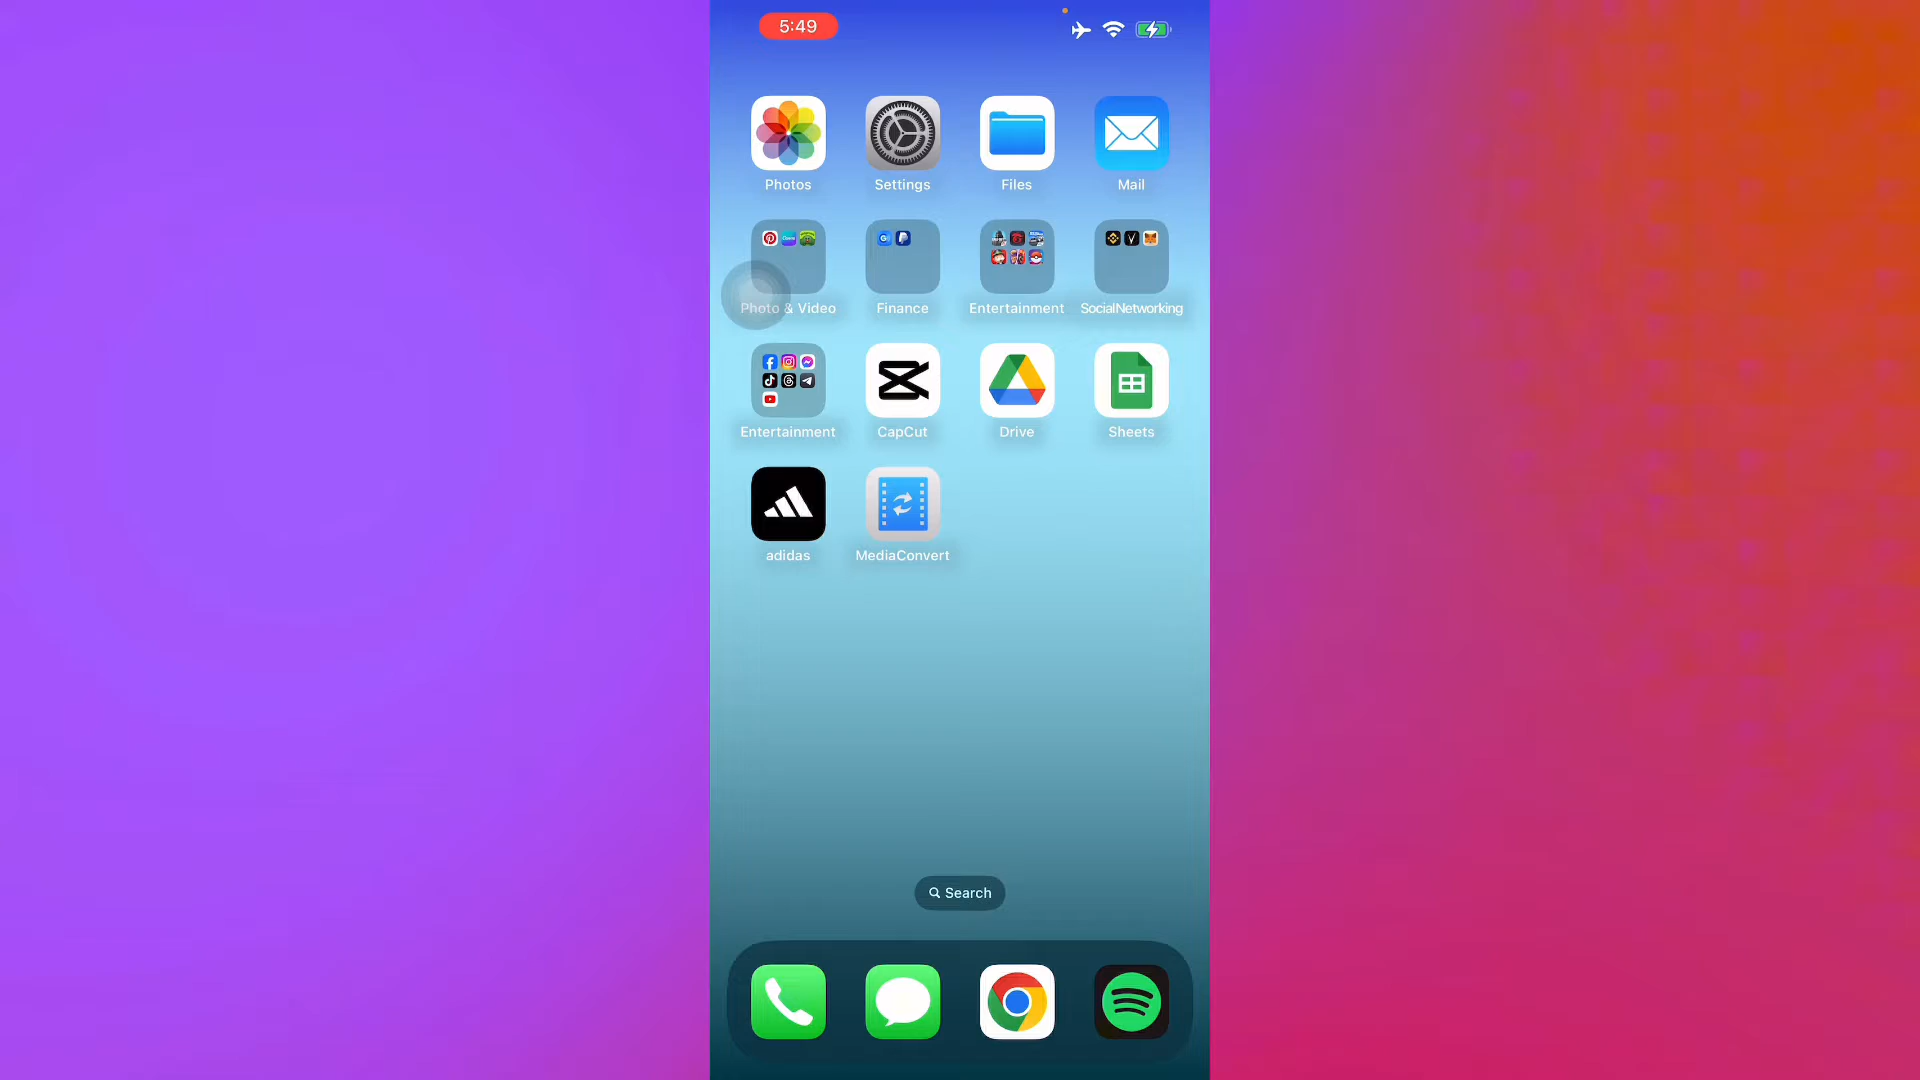 5:49
Photos
Settings
Files
Mail
Photo & Video
Finance
Entertainment
SocialNetworking
Entertainment
CapCut
Drive
Sheets
adidas
MediaConvert
Search